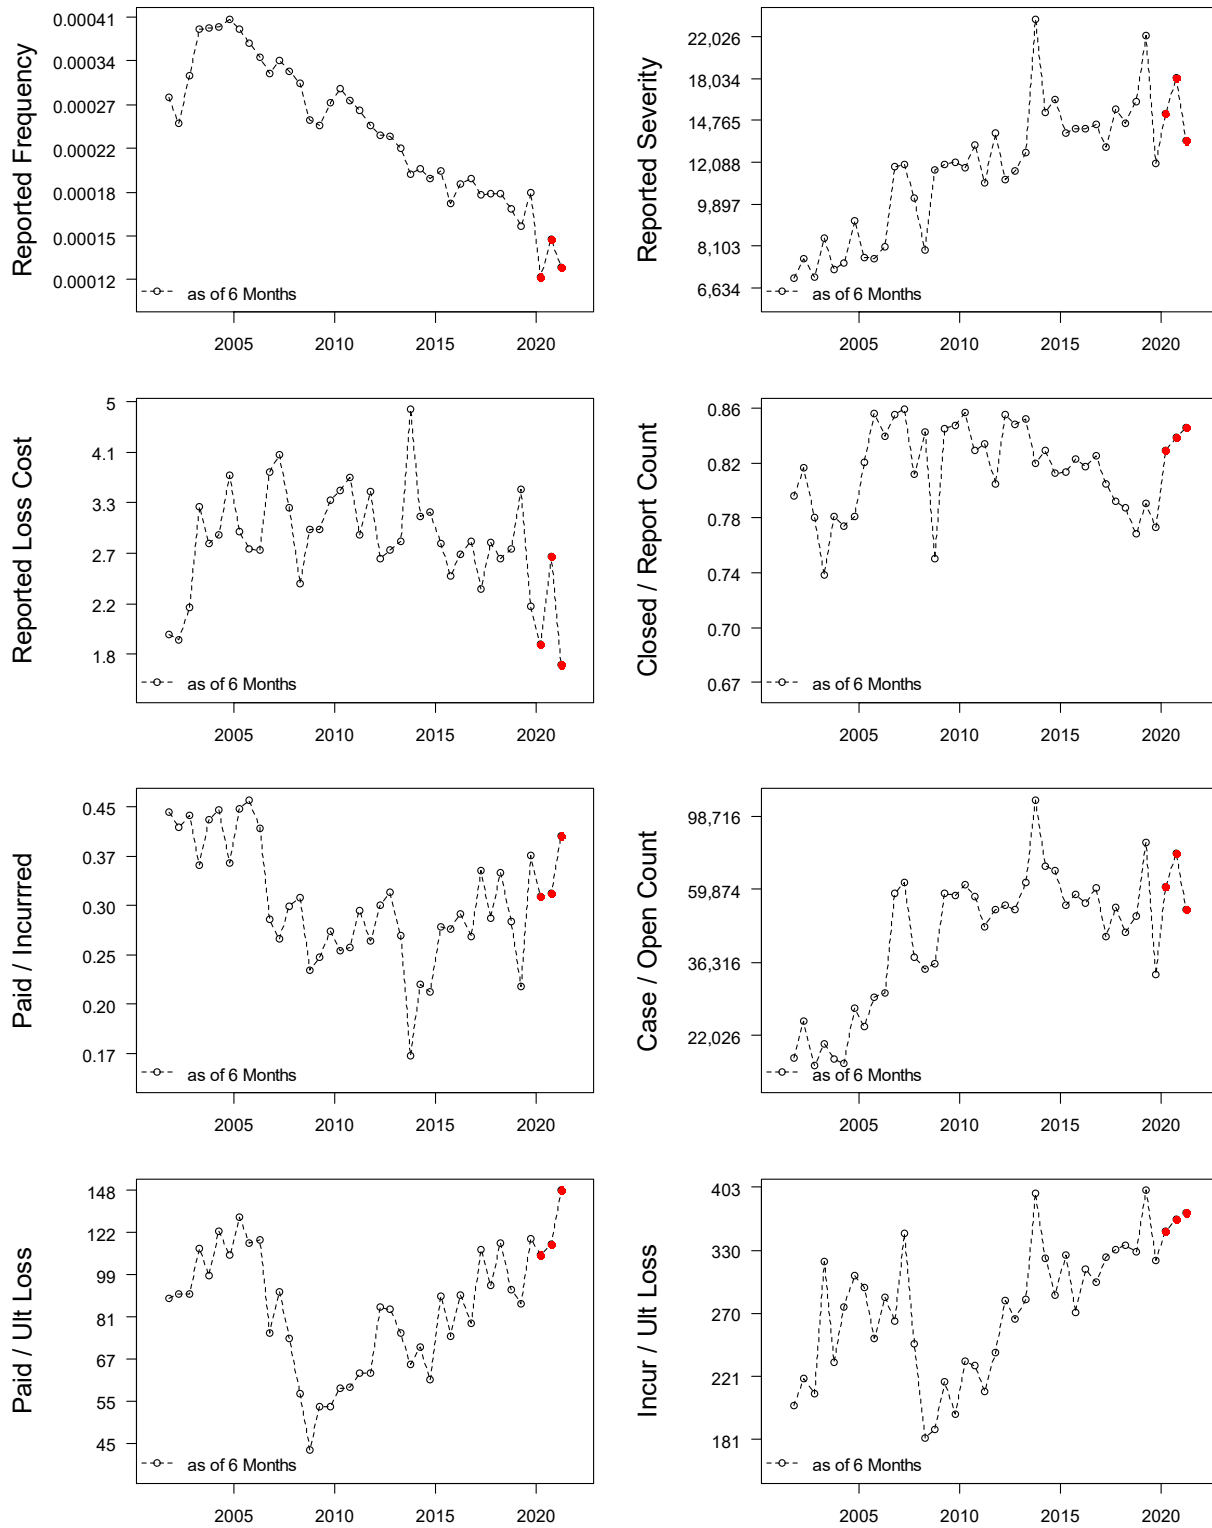 Reported Frequency
0.00041
0.00034
0.00027
0.00022
0.00018
0.00015
0.00012
as of 6 Months
2005 2010 2015 2020
Reported Severity
22,026
18,034
14,765
12,088
9,897
8,103
6,634
as of 6 Months
2005 2010 2015 2020
Reported Loss Cost
5
4.1
3.3
2.7
2.2
1.8
as of 6 Months
2005 2010 2015 2020
Closed / Report Count
0.86
0.82
0.78
0.74
0.70
0.67
as of 6 Months
2005 2010 2015 2020
Paid / Incurrred
0.45
0.37
0.30
0.25
0.20
0.17
as of 6 Months
2005 2010 2015 2020
Case / Open Count
98,716
59,874
36,316
22,026
as of 6 Months
2005 2010 2015 2020
Paid / Ult Loss
148
122
99
81
67
55
45
as of 6 Months
2005 2010 2015 2020
Incur / Ult Loss
403
330
270
221
181
as of 6 Months
2005 2010 2015 2020